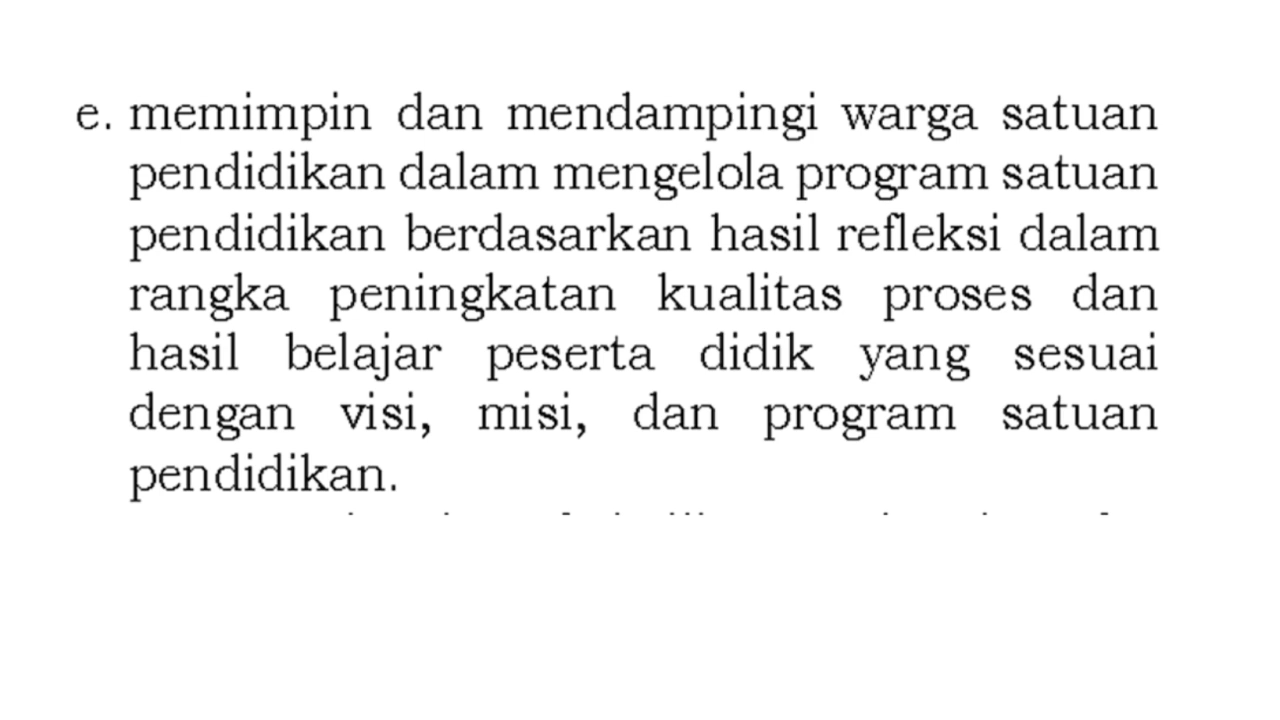 e. memimpin dan mendampingi warga satuan
pendidikan dalam mengelola program satuan
pendidikan berdasarkan hasil refleksi dalam
rangka peningkatan kualitas proses dan
hasil belajar peserta didik yang sesuai
dengan visi, misi, dan program satuan
pendidikan.